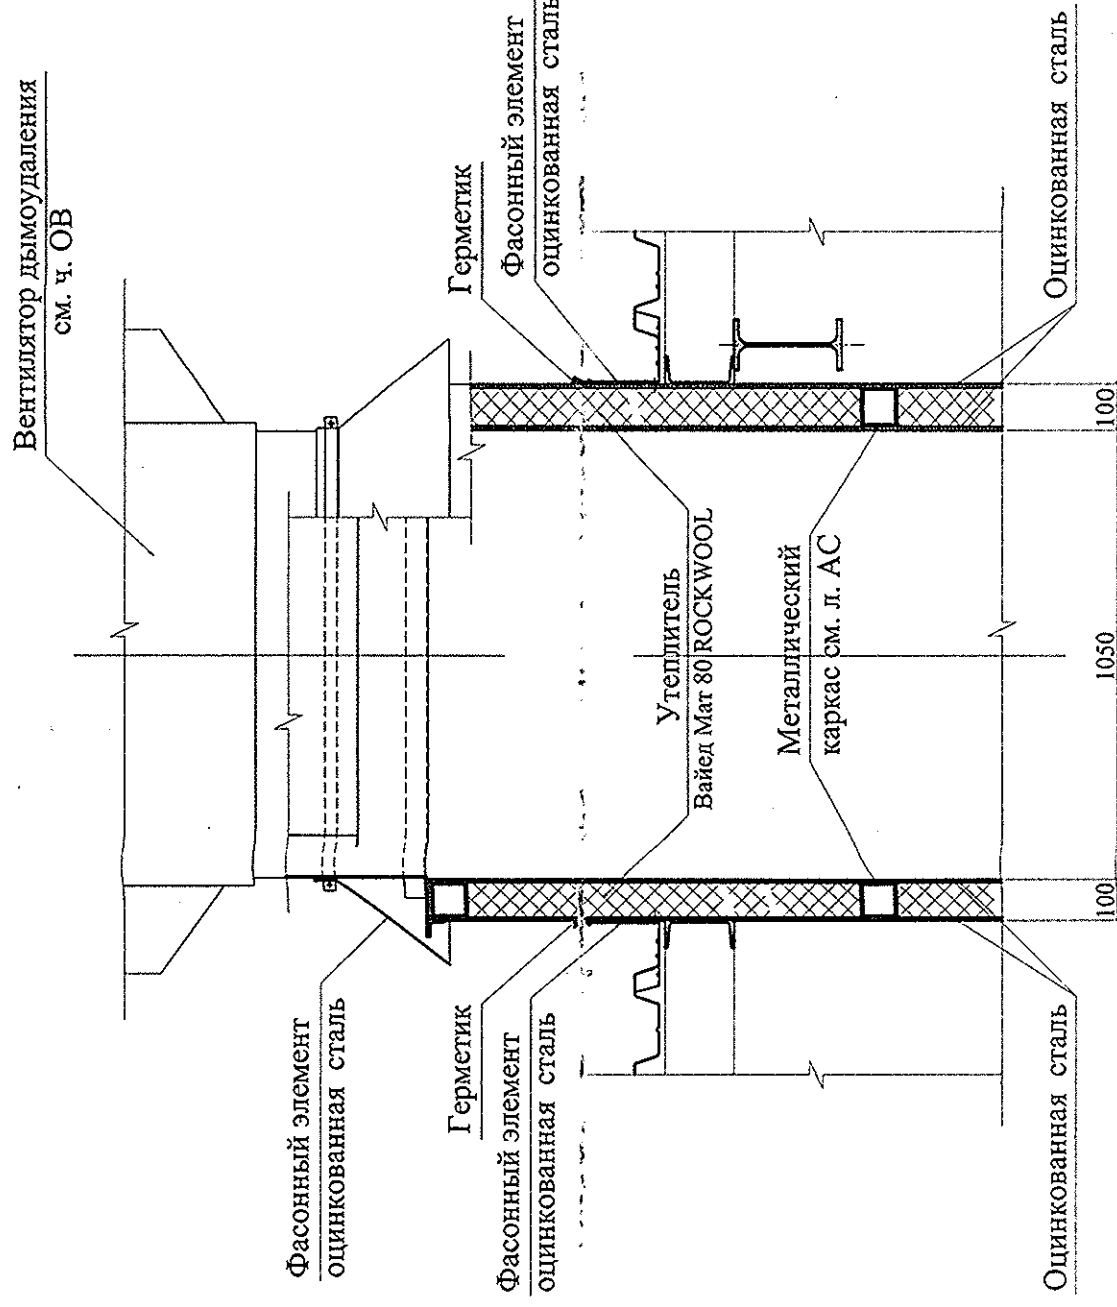 Вентилятор дымоудаления
см. ч. ОВ
Герметик
Фасонный элемент
оцинкованная сталь
Оцинкованная сталь
Утеплитель
Вайед Мат 80 ROCKWOOL
Металлический
каркас см. л. АС
Фасонный элемент
оцинкованная сталь
Герметик
Фасонный элемент
оцинкованная сталь
Оцинкованная сталь
100
1050
100